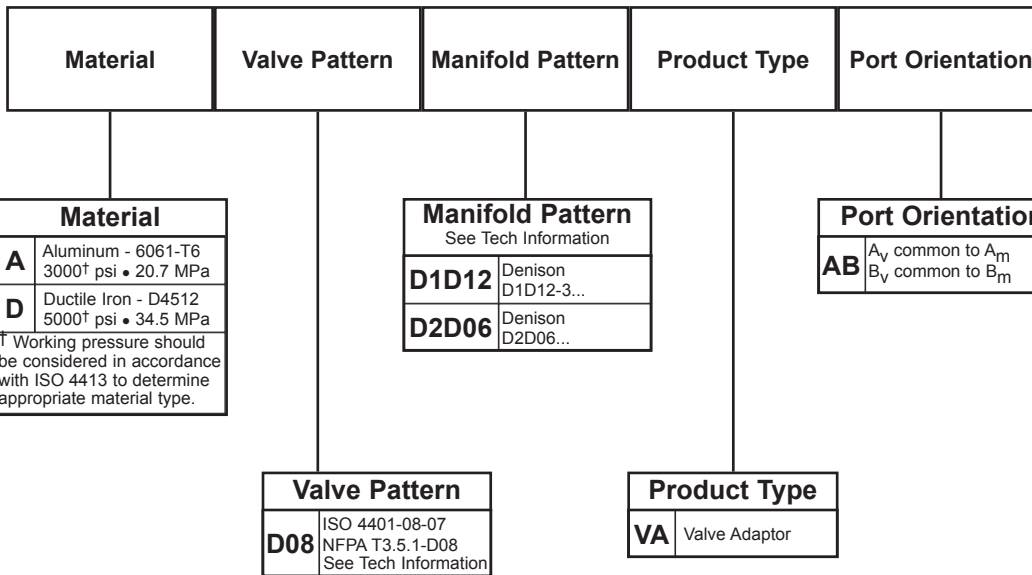 Material
Valve Pattern
Manifold Pattern
Product Type
Port Orientation
Material
A
Aluminum - 6061-T6
3000† psi • 20.7 MPa
D
Ductile Iron - D4512
5000† psi • 34.5 MPa
† Working pressure should
be considered in accordance
with ISO 4413 to determine
appropriate material type.
Manifold Pattern
See Tech Information
D1D12
Denison
D1D12-3...
D2D06
Denison
D2D06...
Port Orientatio
AB
Av common to Am
Bv common to Bm
Valve Pattern
D08
ISO 4401-08-07
NFPA T3.5.1-D08
See Tech Information
Product Type
VA
Valve Adaptor